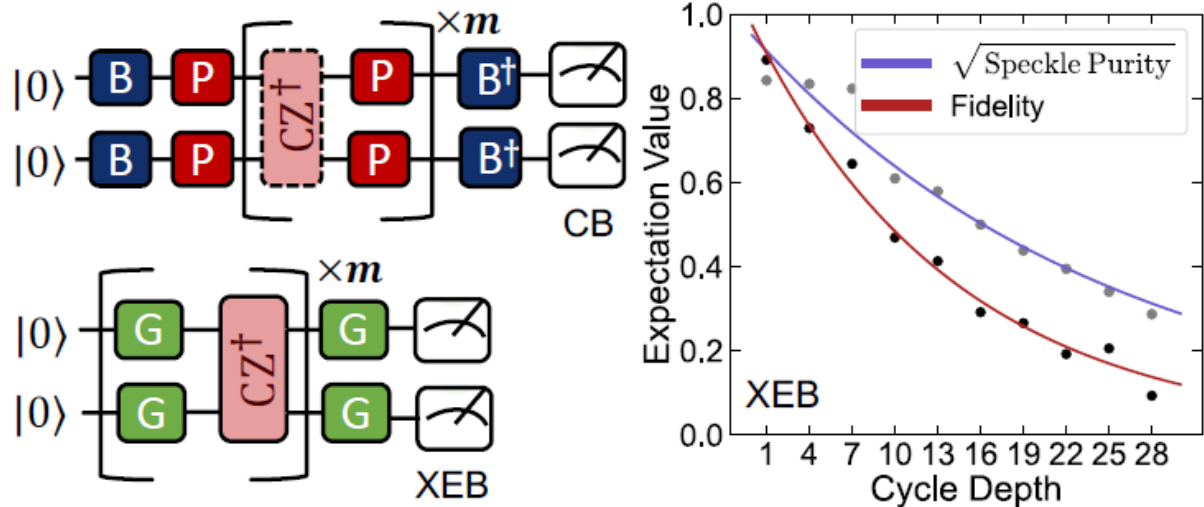 ×m
|0⟩ B P CZ† P B†
|0⟩ B P P B†
CB
×m
|0⟩ G CZ† G
|0⟩ G G
XEB
Expectation Value
1.0
0.8
0.6
0.4
0.2
0.0
√Speckle Purity
Fidelity
XEB
1 4 7 10 13 16 19 22 25 28
Cycle Depth